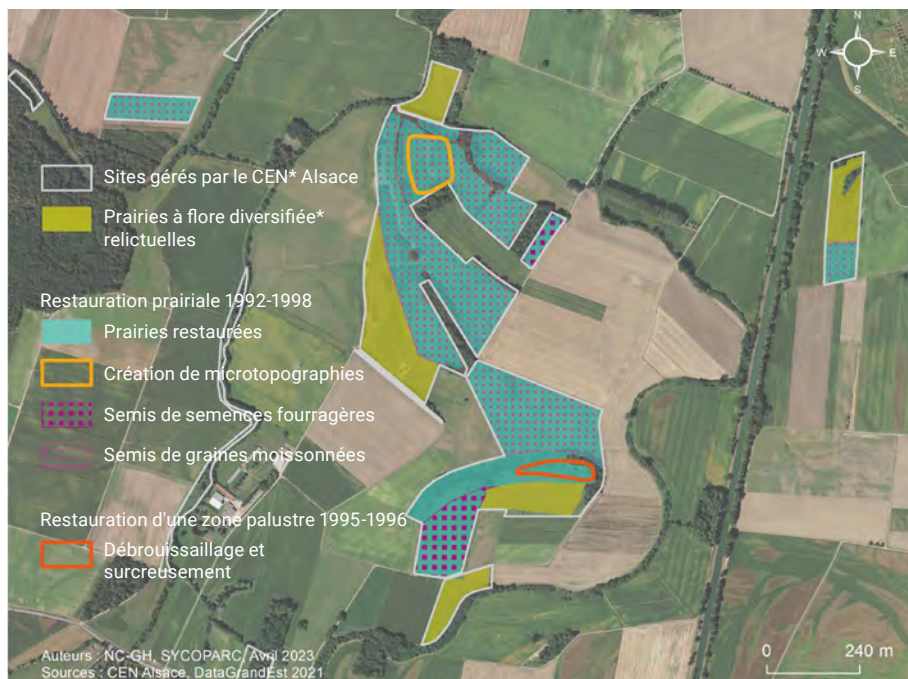 N
W E
S
Sites gérés par le CEN* Alsace
Prairies à flore diversifiée*
relictuelles
Restauration prairiale 1992-1998
Prairies restaurées
Création de microtopographies
Semis de semences fourragères
Semis de graines moissonnées
Restauration d'une zone palustre 1995-1996
Débrouissaillage et
surcreusement
Auteurs : NC-GH, SYCOPARC, Avril 2023
Sources : CEN Alsace, DataGrandEst 2021
0 240 m